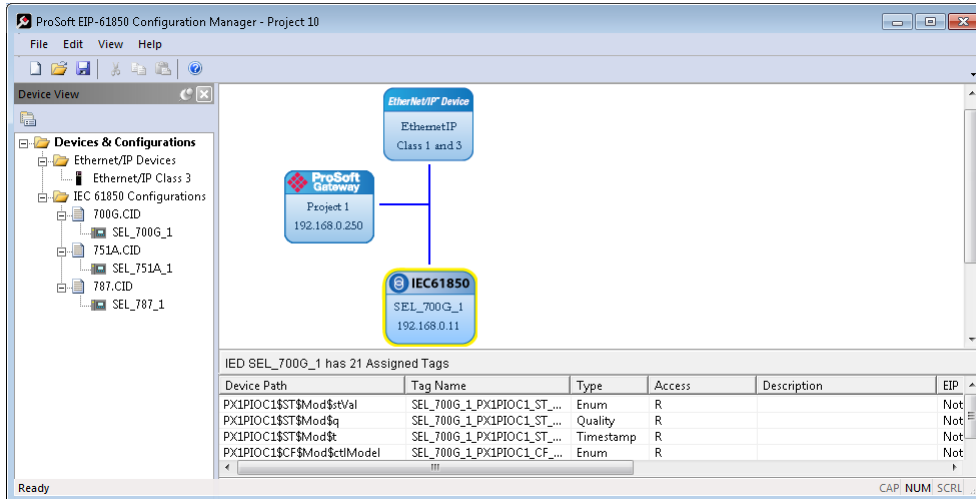 ProSoft EIP-61850 Configuration Manager - Project 10
File Edit View Help
Device View
Devices & Configurations
Ethernet/IP Devices
Ethernet/IP Class 3
IEC 61850 Configurations
700G.CID
SEL_700G_1
751A.CID
SEL_751A_1
787.CID
SEL_787_1
EtherNet/IP™ Device
EthernetIP
Class 1 and 3
ProSoft
Gateway
Project 1
192.168.0.250
IEC61850
SEL_700G_1
192.168.0.11
IED SEL_700G_1 has 21 Assigned Tags
Device Path Tag Name Type Access Description EIP
PX1PIOC1$ST$Mod$stVal SEL_700G_1_PX1PIOC1_ST_... Enum R Not
PX1PIOC1$ST$Mod$q SEL_700G_1_PX1PIOC1_ST_... Quality R Not
PX1PIOC1$ST$Mod$t SEL_700G_1_PX1PIOC1_ST_... Timestamp R Not
PX1PIOC1$CF$Mod$ctlModel SEL_700G_1_PX1PIOC1_CF_... Enum R Not
Ready CAP NUM SCRL